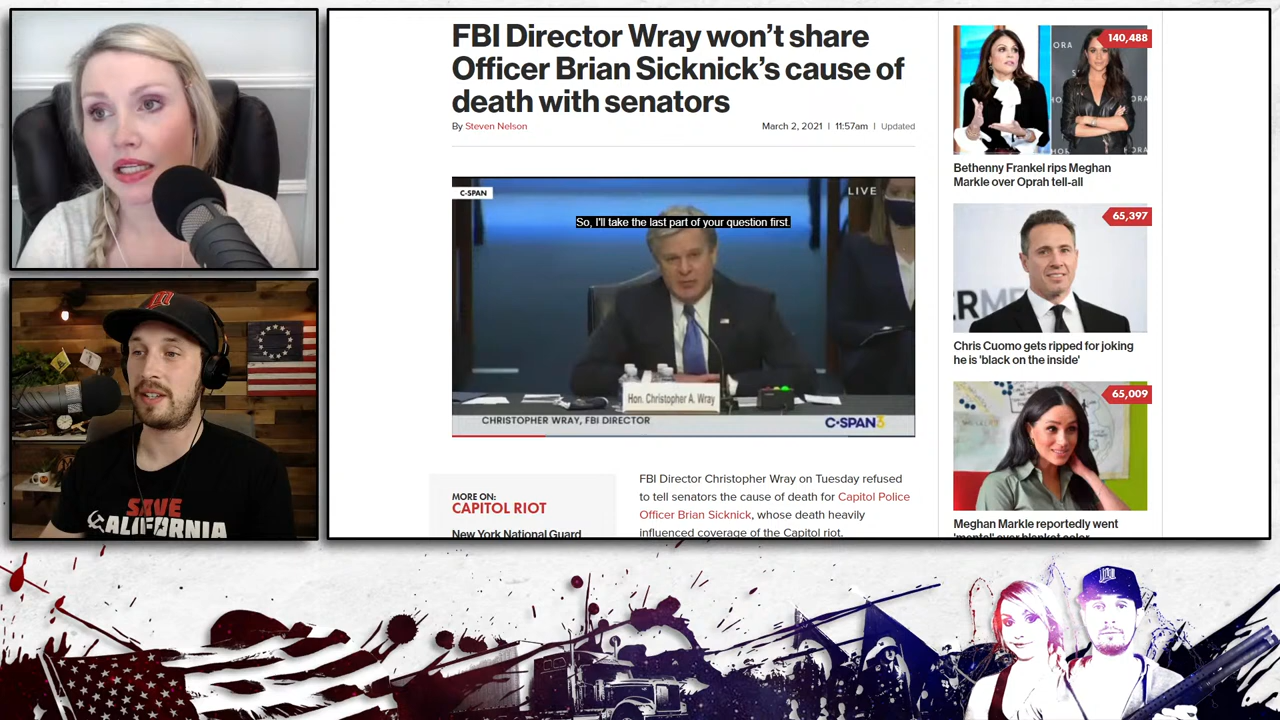 FBI Director Wray won't share
Officer Brian Sicknick's cause of
death with senators
By Steven Nelson
March 2, 2021 | 11:57am | Updated
C-SPAN
LIVE
So, I'll take the last part of your question first.
Hon. Christopher A. Wray
CHRISTOPHER WRAY, FBI DIRECTOR
C-SPAN3
MORE ON:
CAPITOL RIOT
New York National Guard
FBI Director Christopher Wray on Tuesday refused
to tell senators the cause of death for Capitol Police
Officer Brian Sicknick, whose death heavily
influenced coverage of the Capitol riot.
140,488
ORA
Bethenny Frankel rips Meghan
Markle over Oprah tell-all
65,397
Chris Cuomo gets ripped for joking
he is 'black on the inside'
65,009
Meghan Markle reportedly went
'mental' over blanket color
SAVE
CALIFORNIA